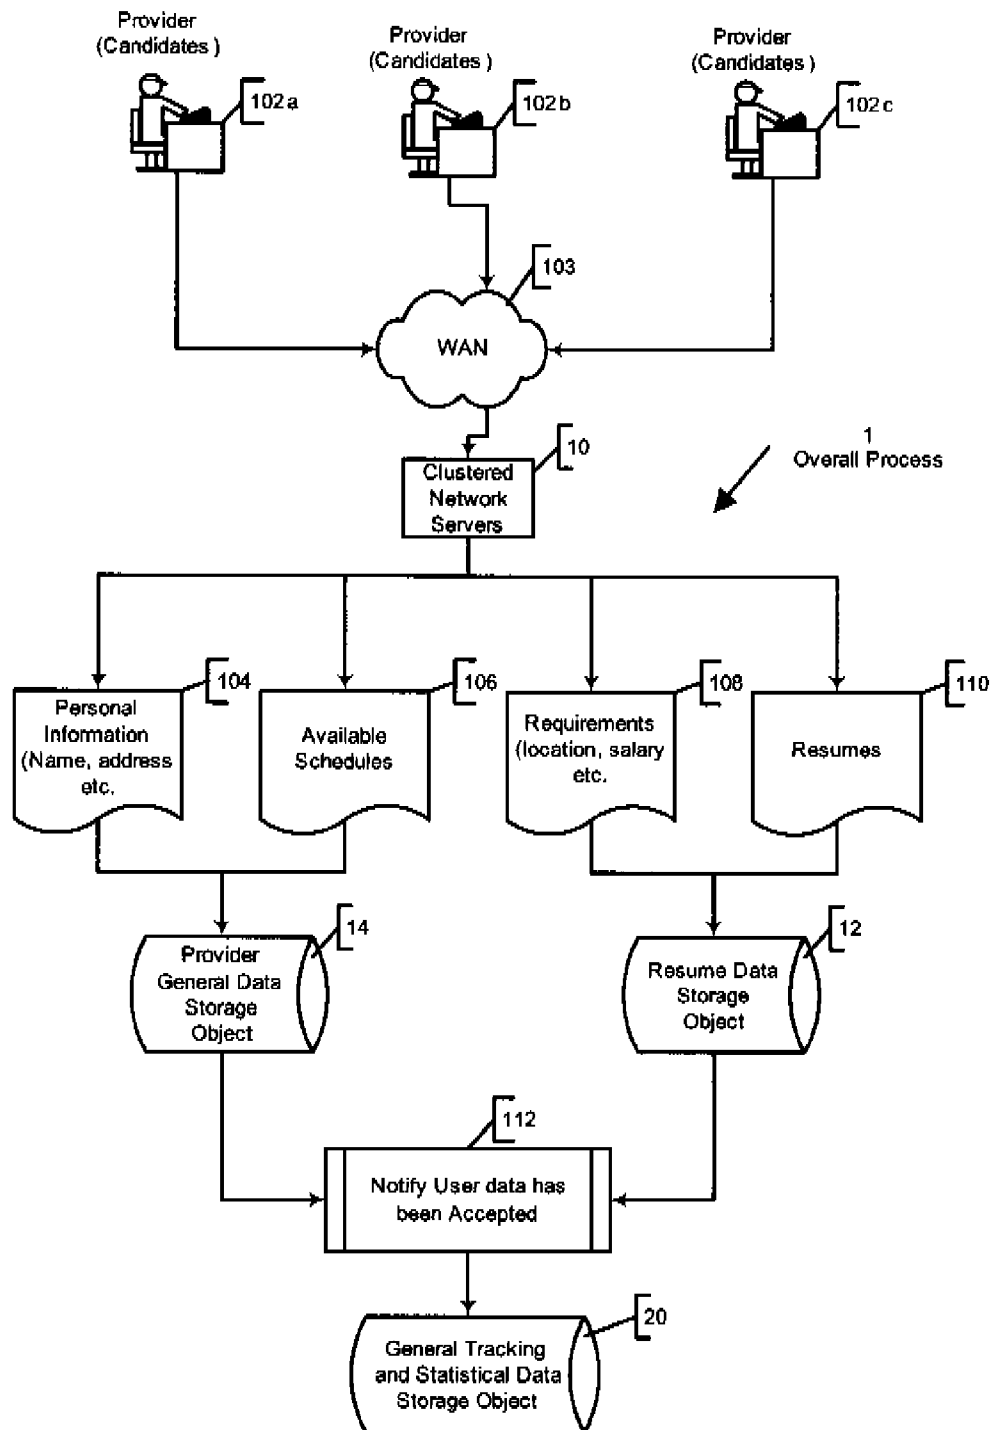 Provider
(Candidates )
102a
Provider
(Candidates )
102b
Provider
(Candidates )
102c
103
WAN
10
Clustered
Network
Servers
1
Overall Process
104
Personal
Information
(Name, address
etc.
106
Available
Schedules
108
Requirements
(location, salary
etc.
110
Resumes
14
Provider
General Data
Storage
Object
12
Resume Data
Storage
Object
112
Notify User data has
been Accepted
20
General Tracking
and Statistical Data
Storage Object